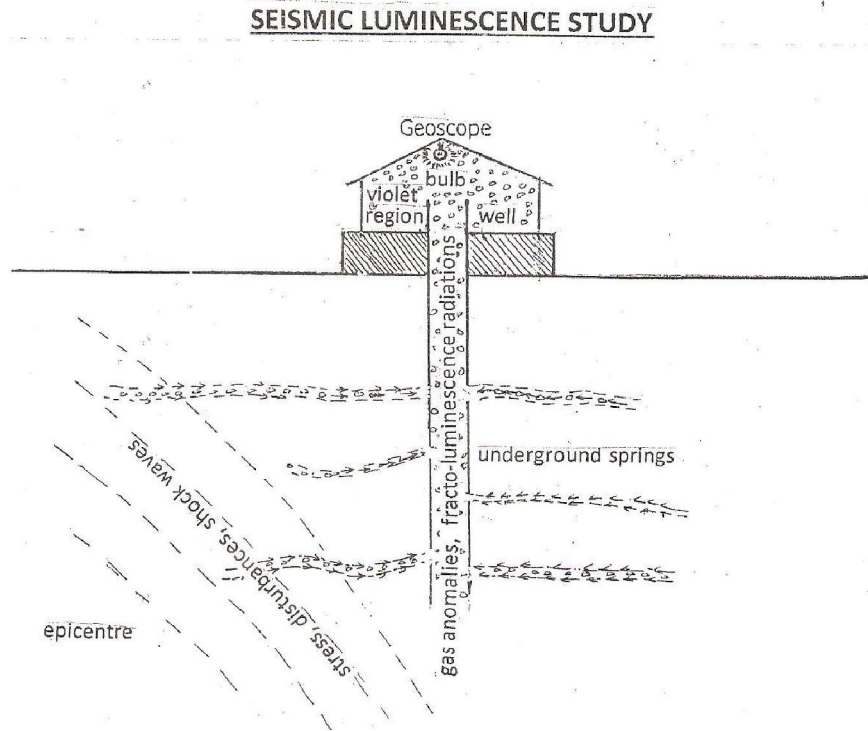 SEISMIC LUMINESCENCE STUDY
Geoscope
bulb
violet
region
well
gas anomalies, fracto-luminescence radiations
underground springs
stress, disturbances, shock waves
epicentre